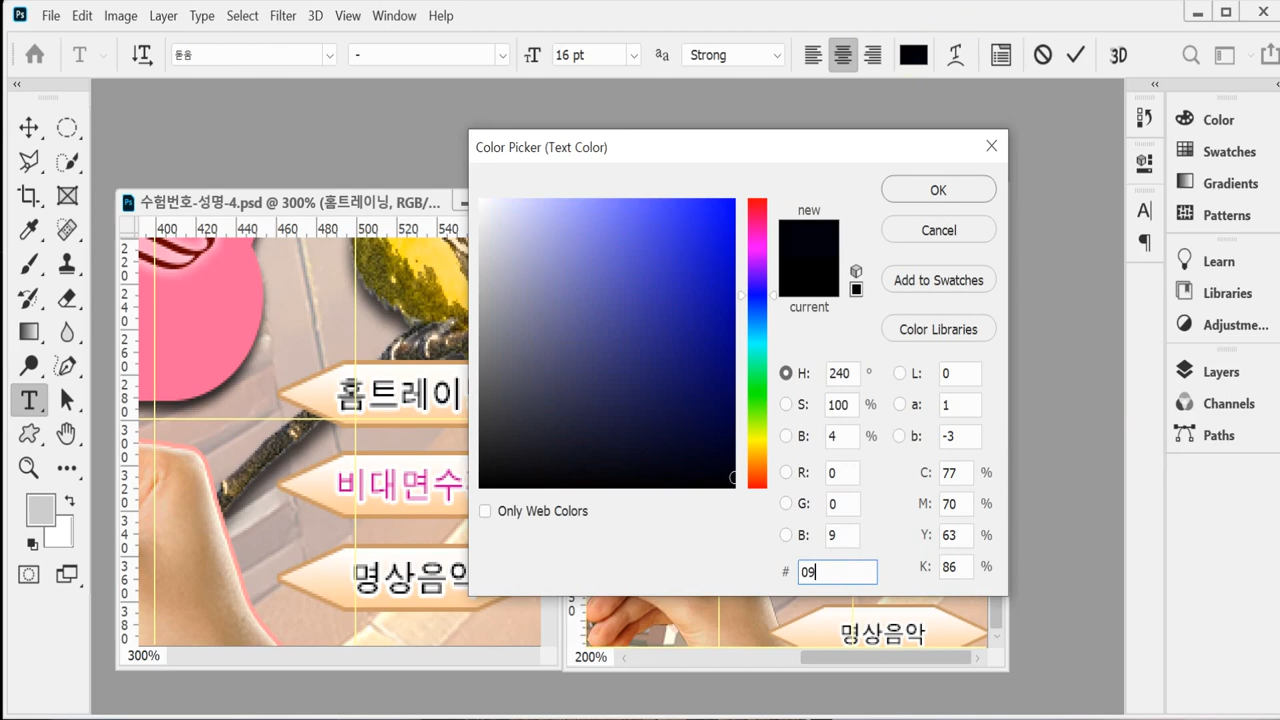 Ps File Edit Image Layer Type Select Filter 3D View Window Help
T T 돋움 - T 16 pt aa Strong 3D
수험번호-성명-4.psd @ 300% (홈트레이닝, RGB/...
400 420 440 460 480 500 520 540
홈트레이닝
비대면수
명상음악
300%
명상음악
200%
Color Picker (Text Color)
new
current
OK
Cancel
Add to Swatches
Color Libraries
H: 240 °
L: 0
S: 100 %
a: 1
B: 4 %
b: -3
R: 0
C: 77 %
G: 0
M: 70 %
B: 9
Y: 63 %
# 09
K: 86 %
Only Web Colors
Color
Swatches
Gradients
Patterns
Learn
Libraries
Adjustme...
Layers
Channels
Paths